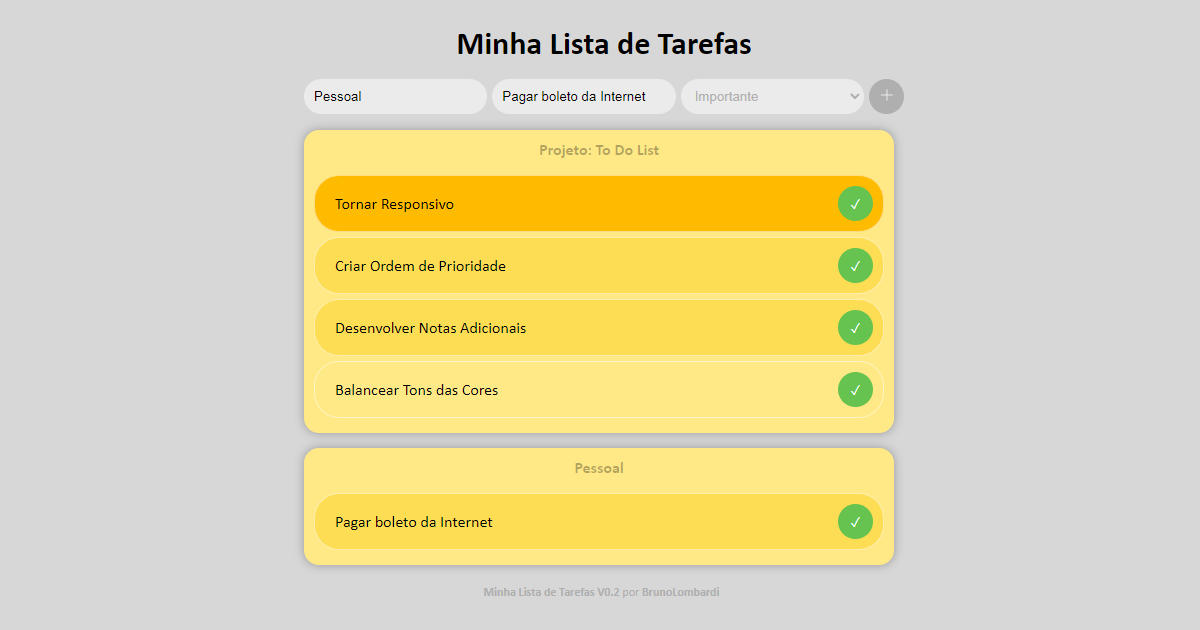 Minha Lista de Tarefas
Pessoal Pagar boleto da Internet Importante +
Projeto: To Do List
Tornar Responsivo ✓
Criar Ordem de Prioridade ✓
Desenvolver Notas Adicionais ✓
Balancear Tons das Cores ✓
Pessoal
Pagar boleto da Internet ✓
Minha Lista de Tarefas V0.2 por BrunoLombardi